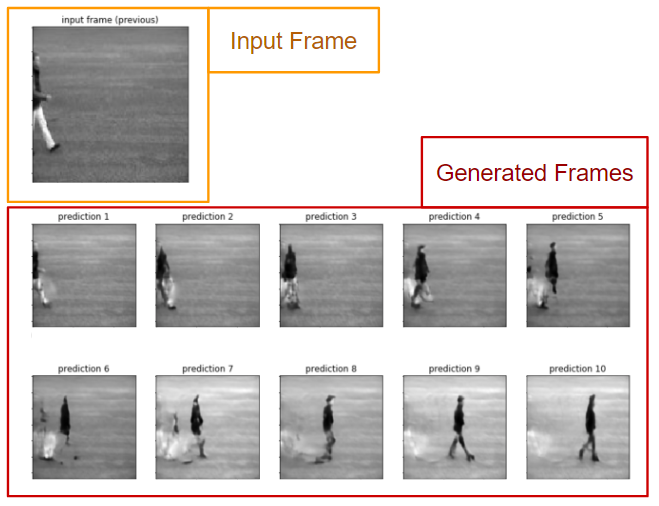 input frame (previous)
Input Frame
Generated Frames
prediction 1
prediction 2
prediction 3
prediction 4
prediction 5
prediction 6
prediction 7
prediction 8
prediction 9
prediction 10